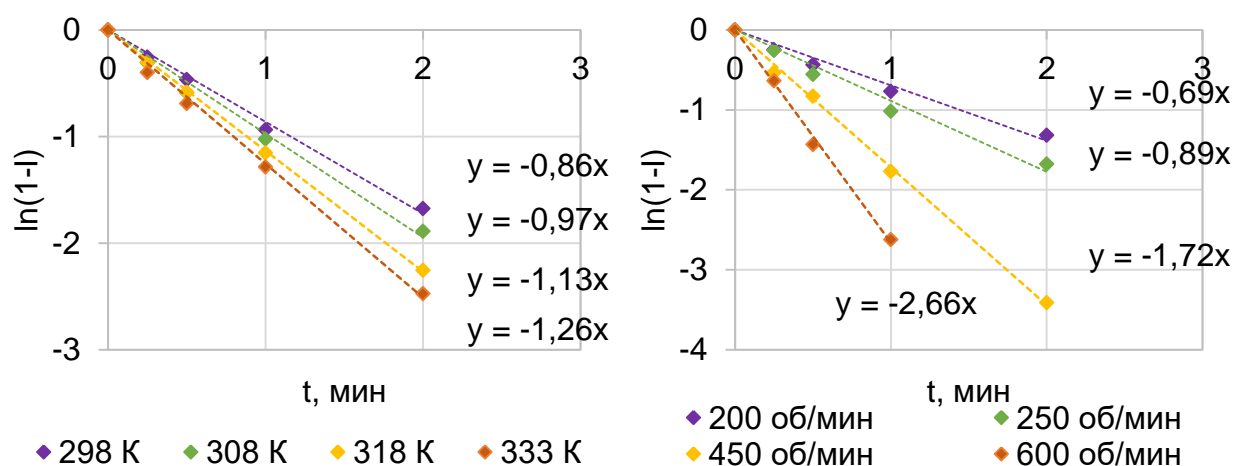 0
0
1
2
3
-1
-2
-3
ln(1-I)
y = -0,86x
y = -0,97x
y = -1,13x
y = -1,26x
t, мин
298 К
308 К
318 К
333 К
0
0
1
2
3
-1
-2
-3
-4
ln(1-I)
y = -0,69x
y = -0,89x
y = -1,72x
y = -2,66x
t, мин
200 об/мин
250 об/мин
450 об/мин
600 об/мин